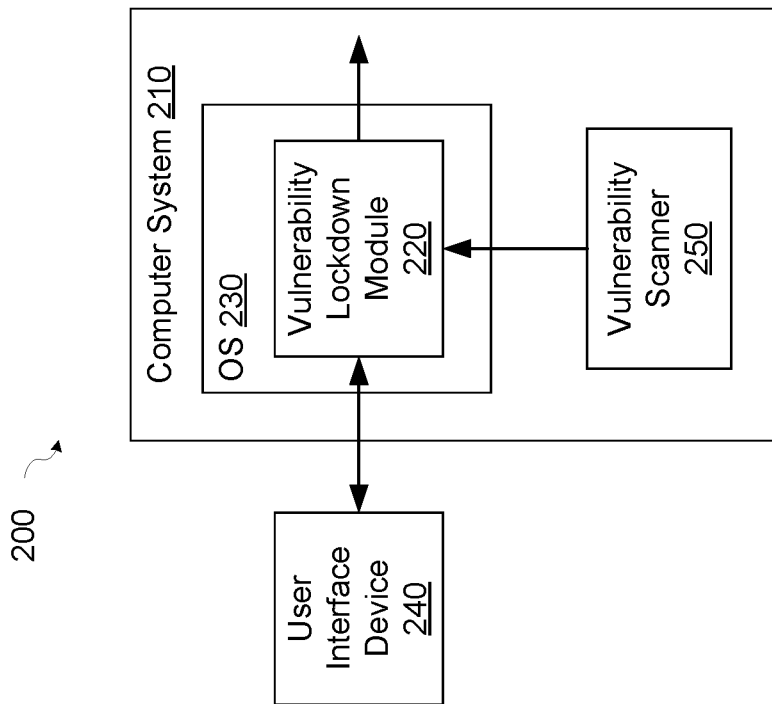 200
Computer System 210
OS 230
Vulnerability
Lockdown
Module
220
User
Interface
Device
240
Vulnerability
Scanner
250